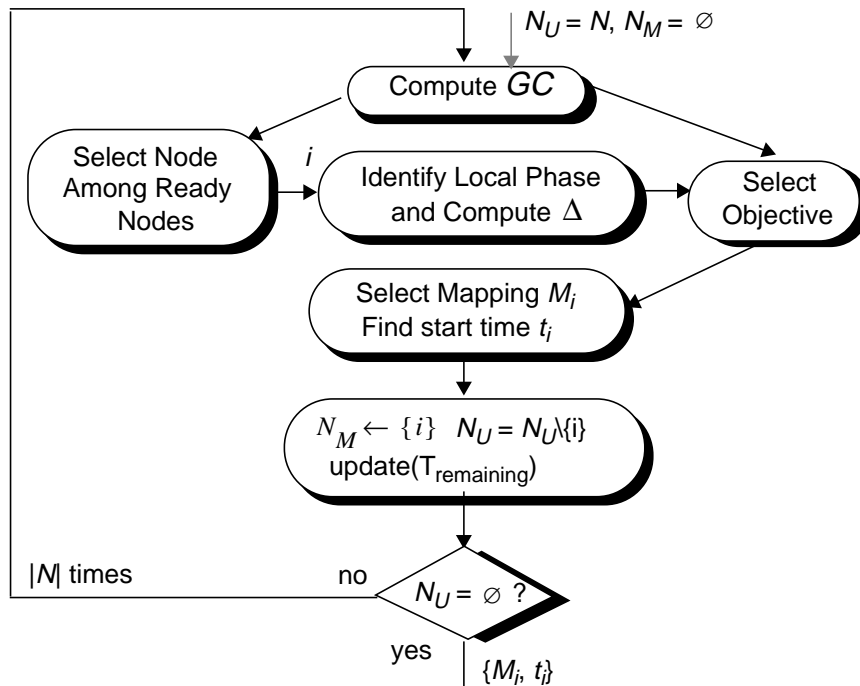 N_U = N, N_M = ∅
Compute GC
Select Node
Among Ready
Nodes
i
Identify Local Phase
and Compute Δ
Select
Objective
Select Mapping M_i
Find start time t_i
N_M ← {i} N_U = N_U\{i}
update(T_remaining)
|N| times
no
N_U = ∅ ?
yes
{M_i, t_i}